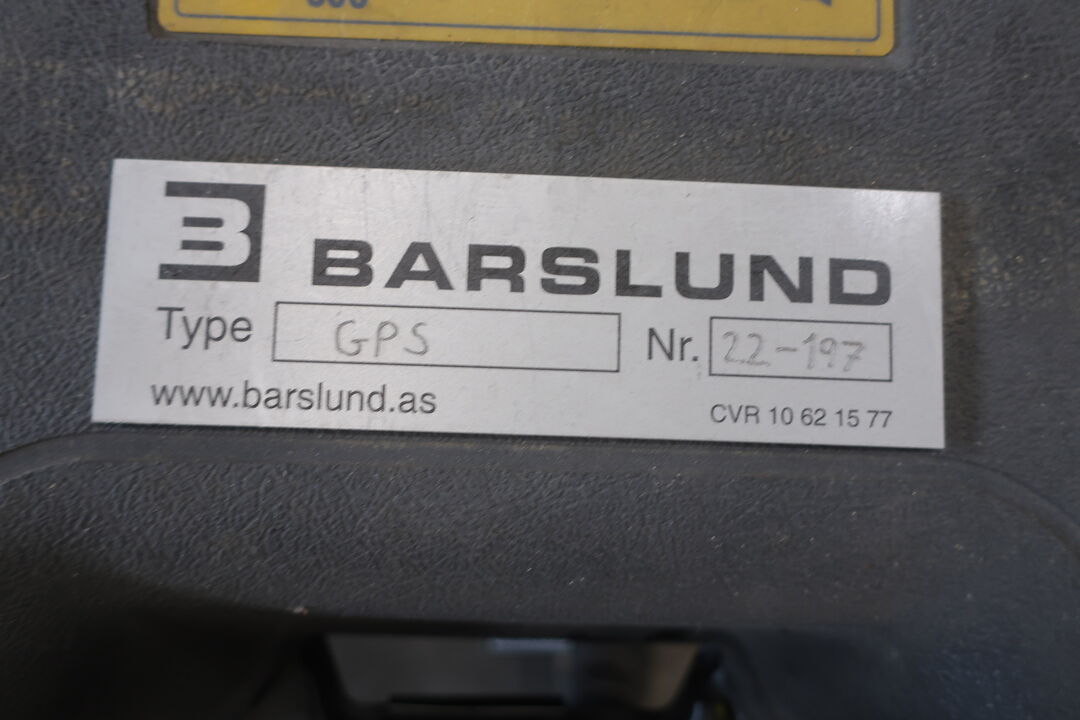 B BARSLUND
Type GPS Nr. 22-197
www.barslund.as CVR 10 62 15 77